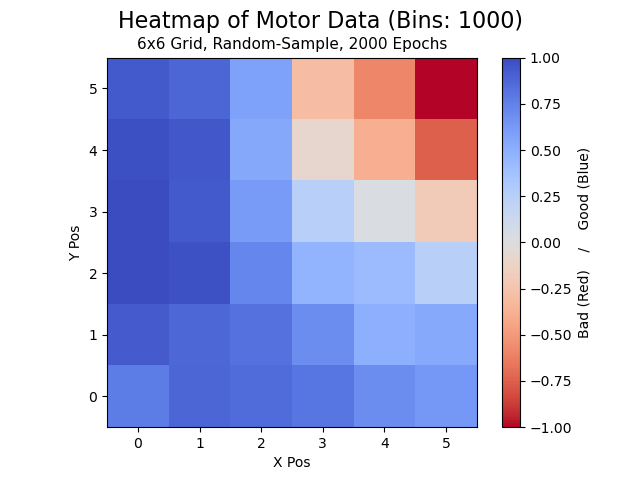 Heatmap of Motor Data (Bins: 1000)
6x6 Grid, Random-Sample, 2000 Epochs
5
4
3
2
1
0
Y Pos
0 1 2 3 4 5
X Pos
1.00
0.75
0.50
0.25
0.00
−0.25
−0.50
−0.75
−1.00
Bad (Red) / Good (Blue)